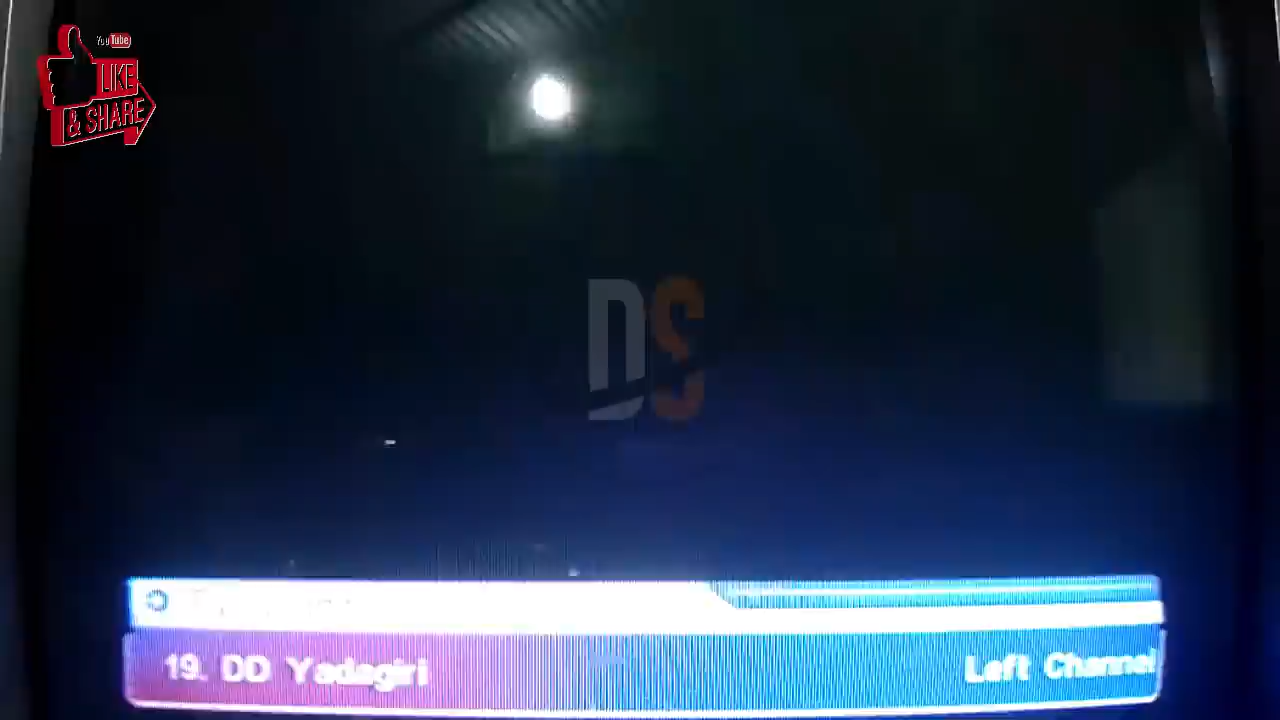 YouTube
LIKE
& SHARE
DS
19. DD Yadagiri
Left Channel